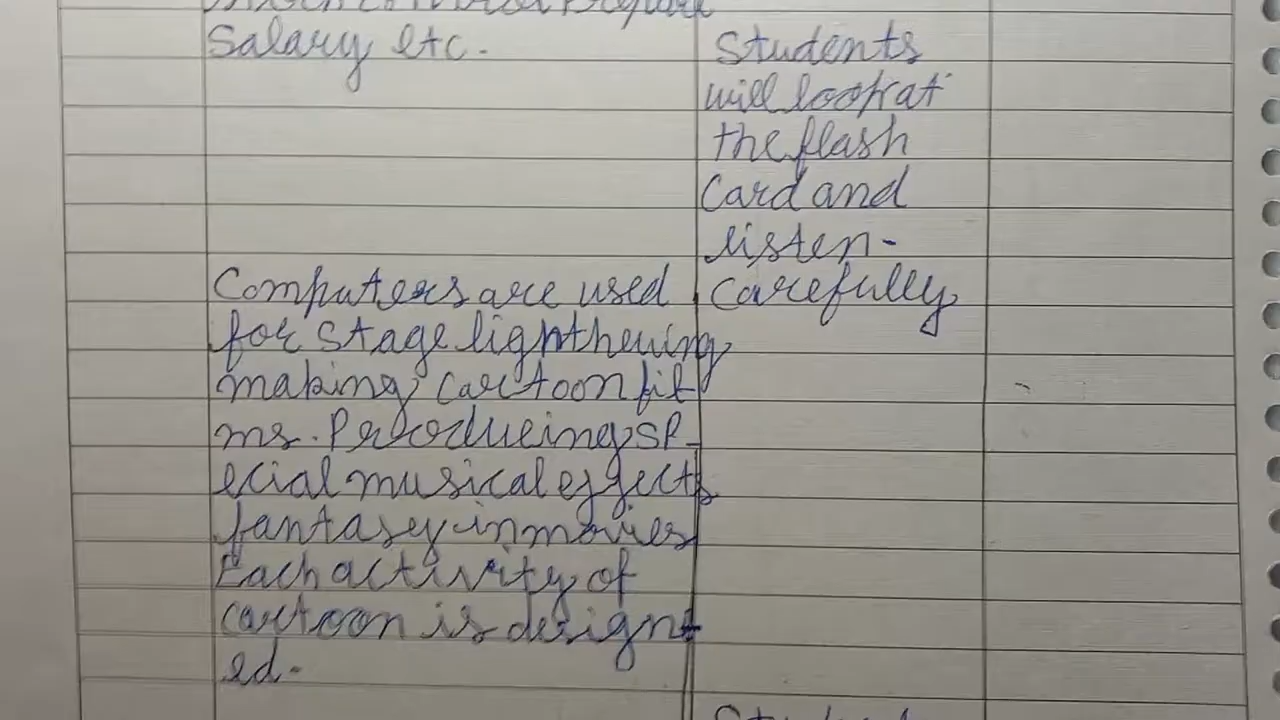 Salary etc.
Computers are used
for stage lighthening
making cartoon fil
ms. Producing sp-
ecial musical effects
fantasy in movies
Each activity of
cartoon is design-
ed-
Students
will look at
the flash
Card and
listen-
carefully